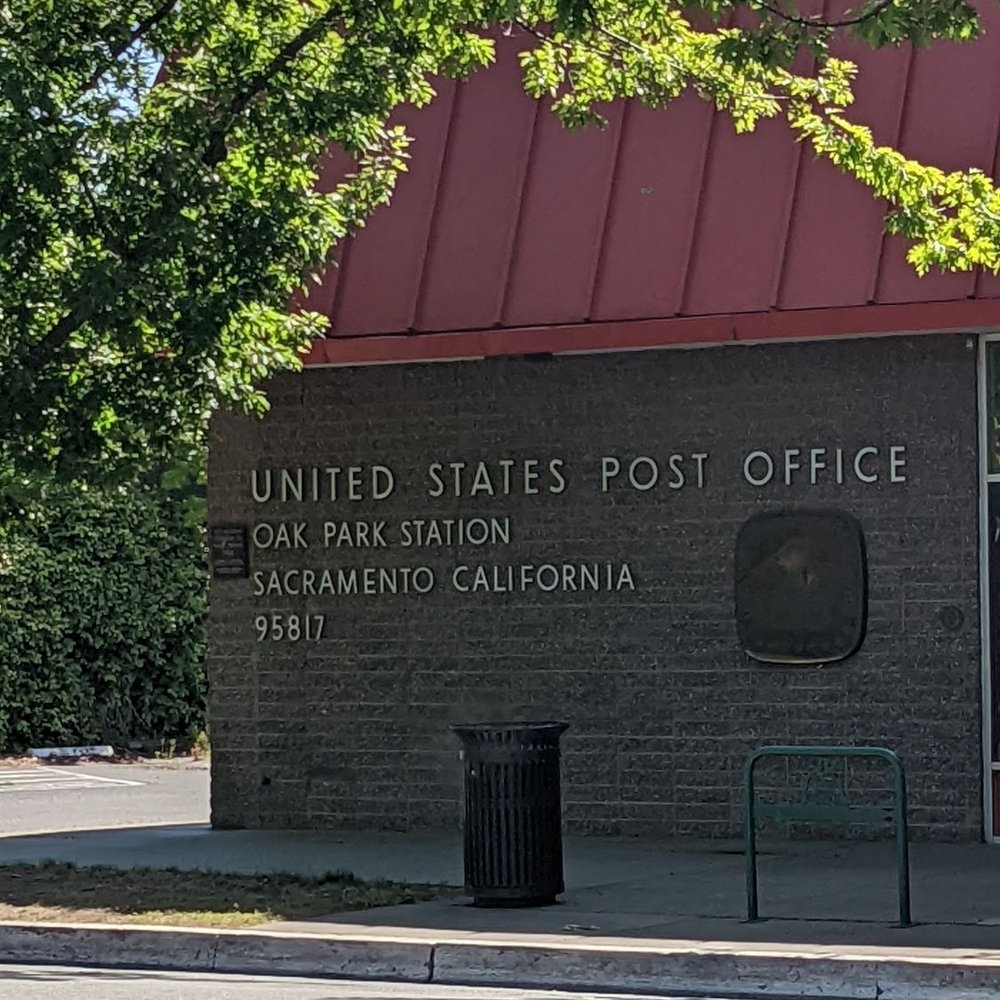 UNITED STATES POST OFFICE
OAK PARK STATION
SACRAMENTO CALIFORNIA
95817